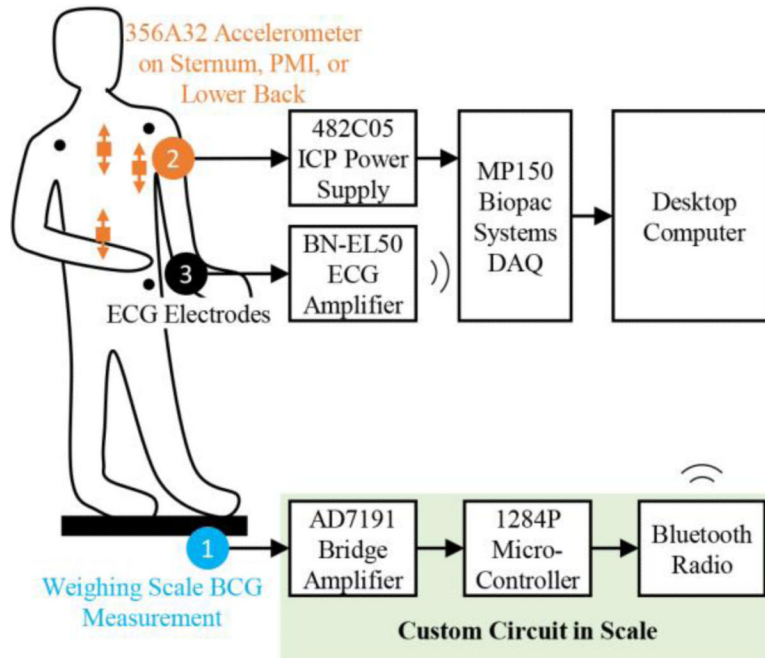 356A32 Accelerometer
on Sternum, PMI, or
Lower Back
2
482C05
ICP Power
Supply
MP150
Biopac
Systems
DAQ
Desktop
Computer
3
ECG Electrodes
BN-EL50
ECG
Amplifier
1
Weighing Scale BCG
Measurement
AD7191
Bridge
Amplifier
1284P
Micro-
Controller
Bluetooth
Radio
Custom Circuit in Scale